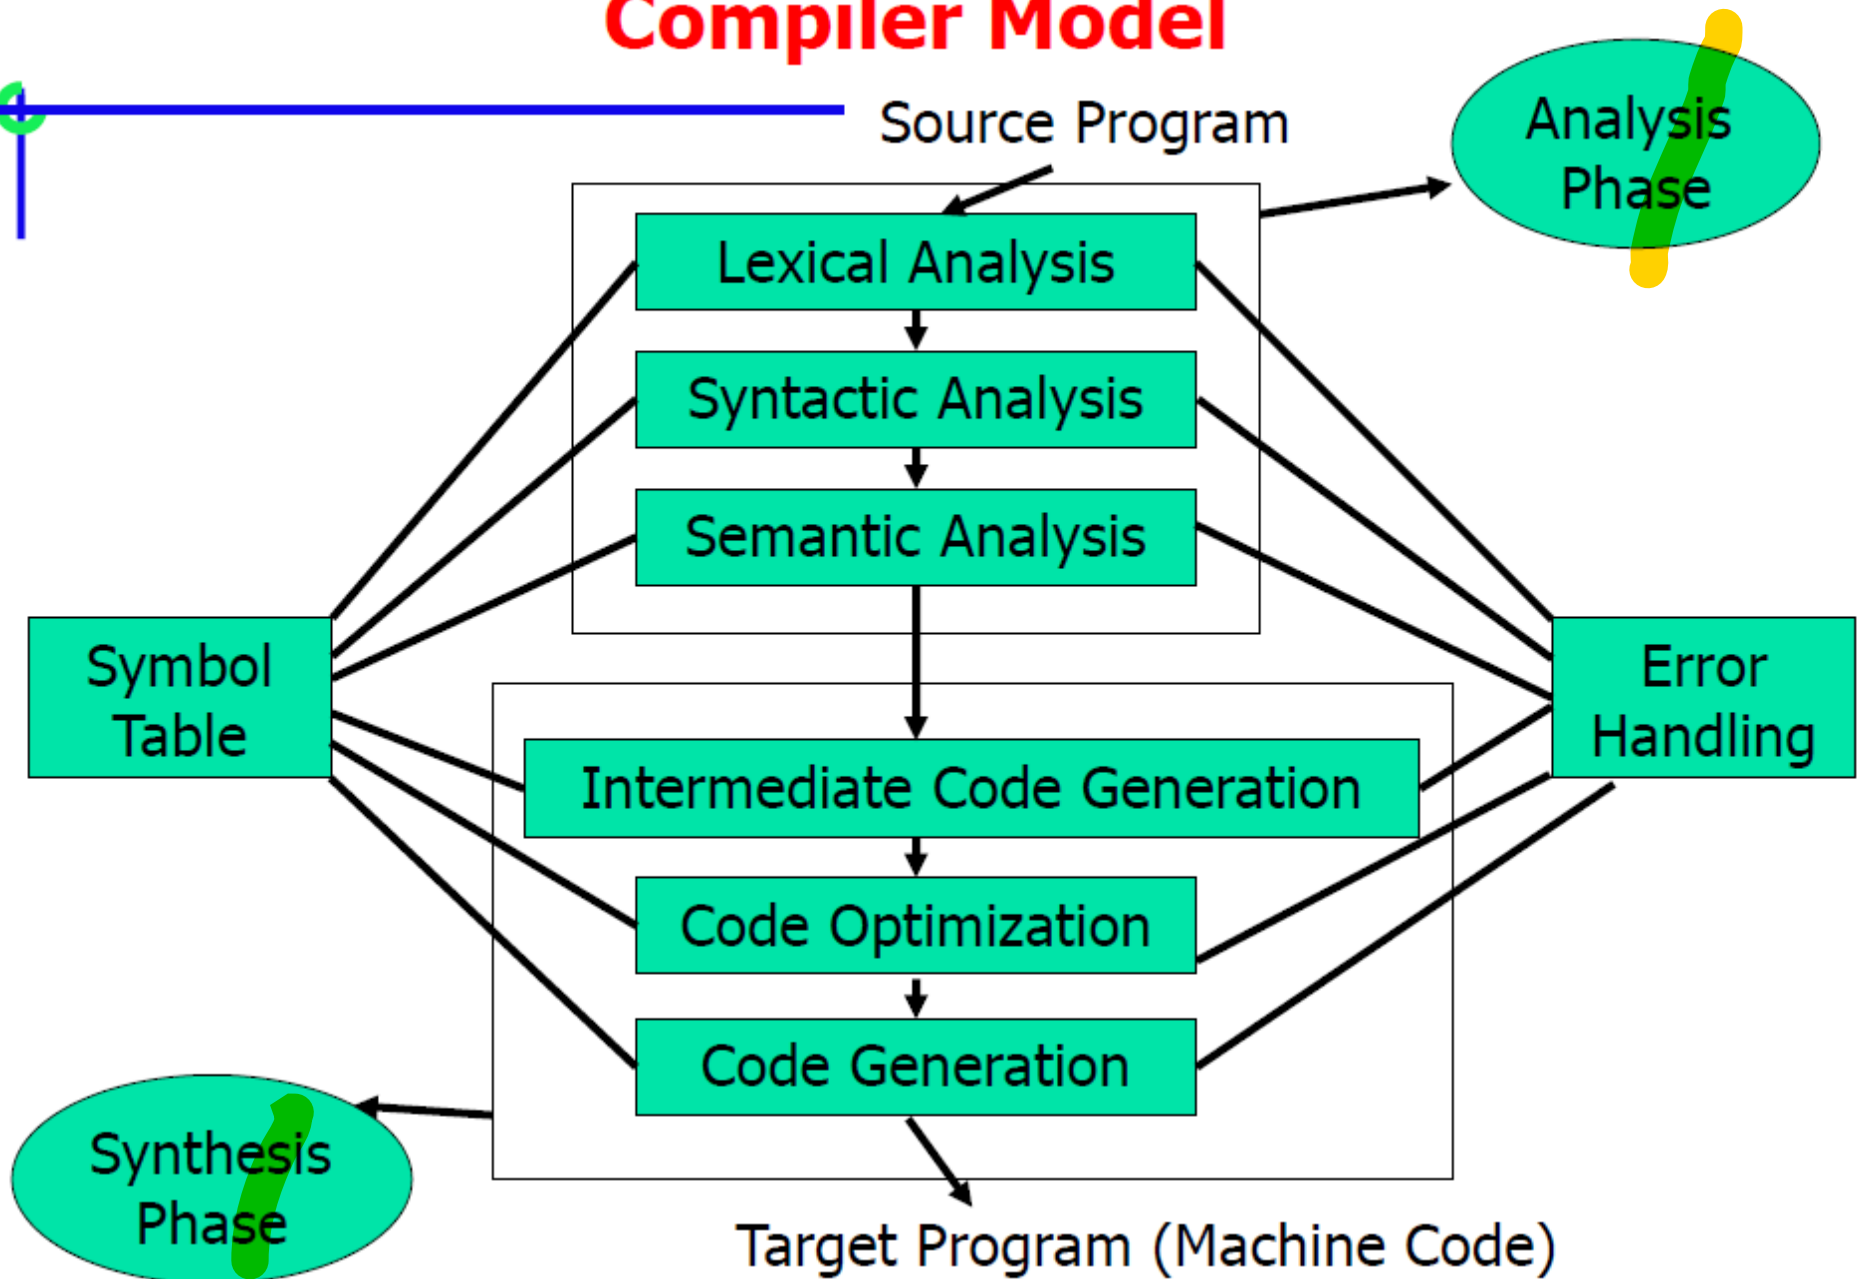 Compiler Model
Source Program
Analysis
Phase
Lexical Analysis
Syntactic Analysis
Semantic Analysis
Symbol
Table
Error
Handling
Intermediate Code Generation
Code Optimization
Code Generation
Synthesis
Phase
Target Program (Machine Code)